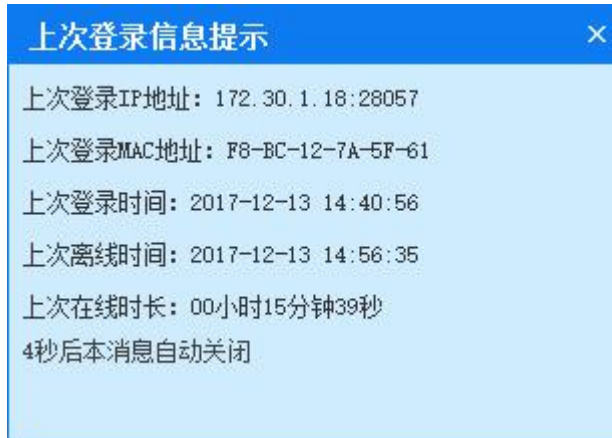 上次登录信息提示
上次登录IP地址：172.30.1.18:28057
上次登录MAC地址：F8-BC-12-7A-5F-61
上次登录时间：2017-12-13 14:40:56
上次离线时间：2017-12-13 14:56:35
上次在线时长：00小时15分钟39秒
4秒后本消息自动关闭